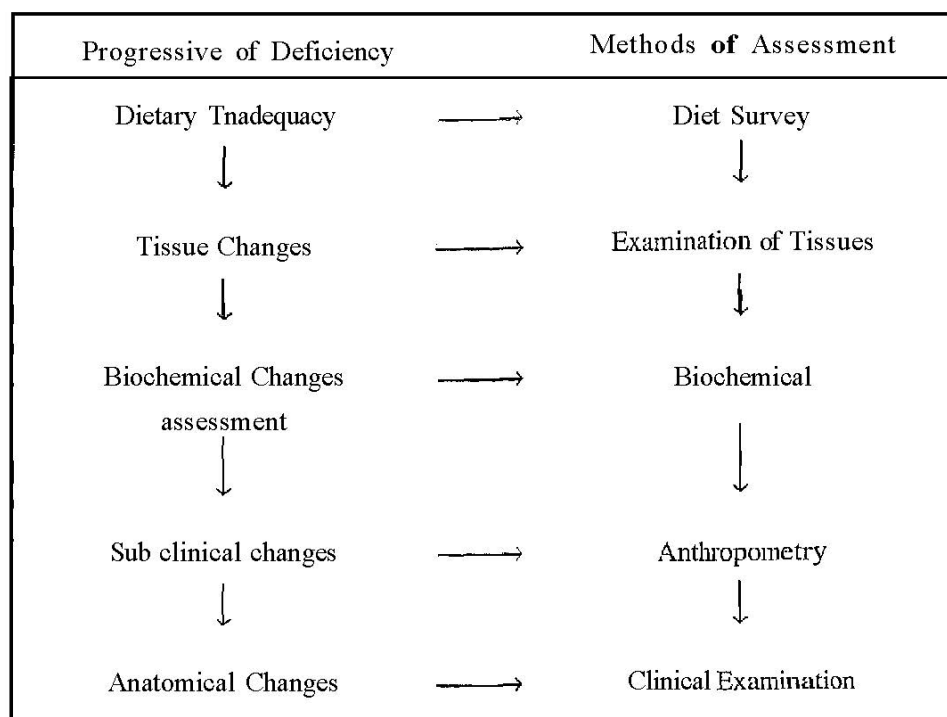 Progressive of Deficiency
Methods of Assessment
Dietary Tnadequacy
Diet Survey
Tissue Changes
Examination of Tissues
Biochemical Changes
Biochemical
assessment
Sub clinical changes
Anthropometry
Anatomical Changes
Clinical Examination